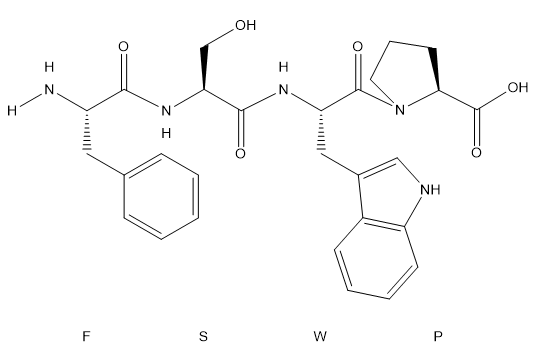 OH
H O H O
H N N N N OH
H O O
NH
F S W P